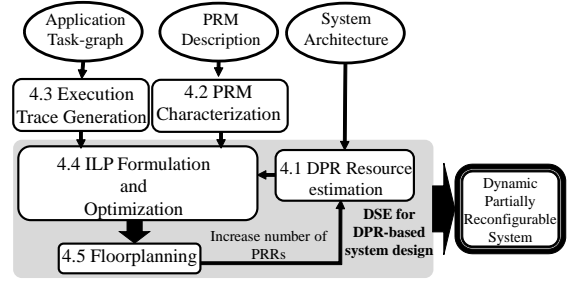 Application
Task-graph
PRM
Description
System
Architecture
4.3 Execution
Trace Generation
4.2 PRM
Characterization
4.4 ILP Formulation
and
Optimization
4.1 DPR Resource
estimation
4.5 Floorplanning
Increase number of
PRRs
DSE for
DPR-based
system design
Dynamic
Partially
Reconfigurable
System